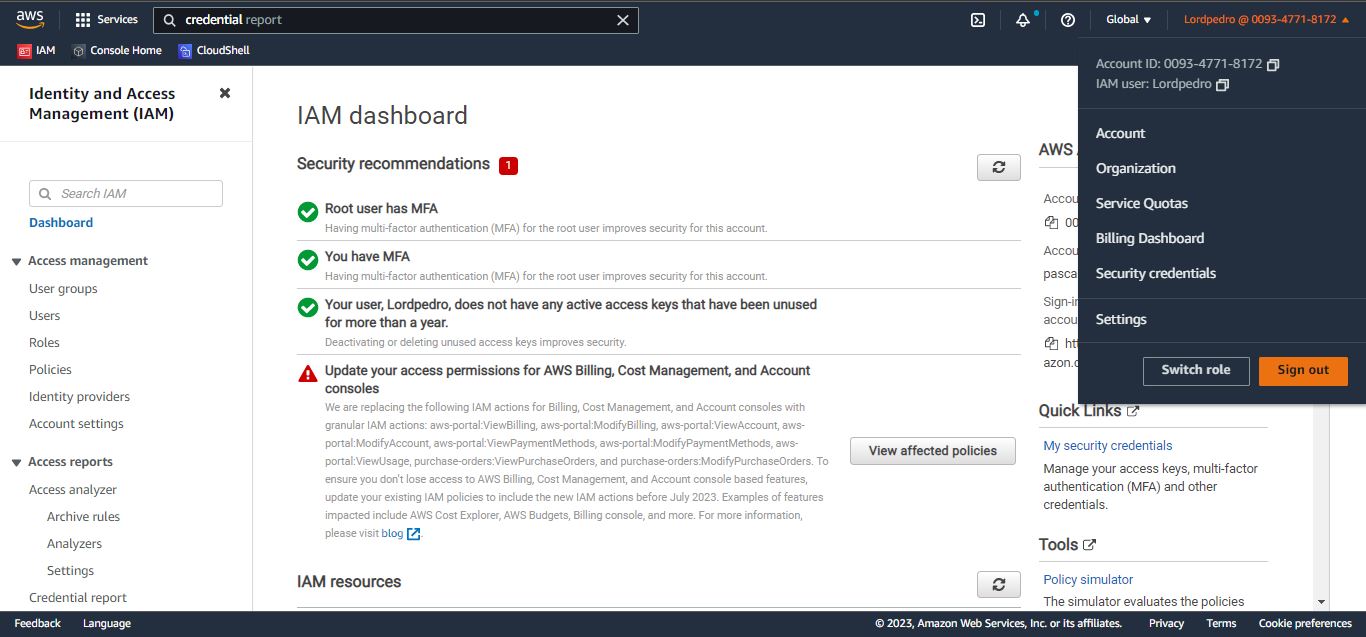 aws
Services
credential report
Global
Lordpedro @ 0093-4771-8172
IAM
Console Home
CloudShell
Account ID: 0093-4771-8172
IAM user: Lordpedro
Account
Organization
Service Quotas
Billing Dashboard
Security credentials
Settings
Switch role
Sign out
Identity and Access
Management (IAM)
Search IAM
Dashboard
Access management
User groups
Users
Roles
Policies
Identity providers
Account settings
Access reports
Access analyzer
Archive rules
Analyzers
Settings
Credential report
IAM dashboard
Security recommendations 1
Root user has MFA
Having multi-factor authentication (MFA) for the root user improves security for this account.
You have MFA
Having multi-factor authentication (MFA) for the root user improves security for this account.
Your user, Lordpedro, does not have any active access keys that have been unused
for more than a year.
Deactivating or deleting unused access keys improves security.
Update your access permissions for AWS Billing, Cost Management, and Account
consoles
We are replacing the following IAM actions for Billing, Cost Management, and Account consoles with
granular IAM actions: aws-portal:ViewBilling, aws-portal:ModifyBilling, aws-portal:ViewAccount, aws-
portal:ModifyAccount, aws-portal:ViewPaymentMethods, aws-portal:ModifyPaymentMethods, aws-
portal:ViewUsage, purchase-orders:ViewPurchaseOrders, and purchase-orders:ModifyPurchaseOrders. To
ensure you don't lose access to AWS Billing, Cost Management, and Account console based features,
update your existing IAM policies to include the new IAM actions before July 2023. Examples of features
impacted include AWS Cost Explorer, AWS Budgets, Billing console, and more. For more information,
please visit blog.
View affected policies
IAM resources
AWS
Accou
00
Accou
pasca
Sign-i
accou
azon.c
Quick Links
My security credentials
Manage your access keys, multi-factor
authentication (MFA) and other
credentials.
Tools
Policy simulator
The simulator evaluates the policies
Feedback
Language
© 2023, Amazon Web Services, Inc. or its affiliates.
Privacy
Terms
Cookie preferences